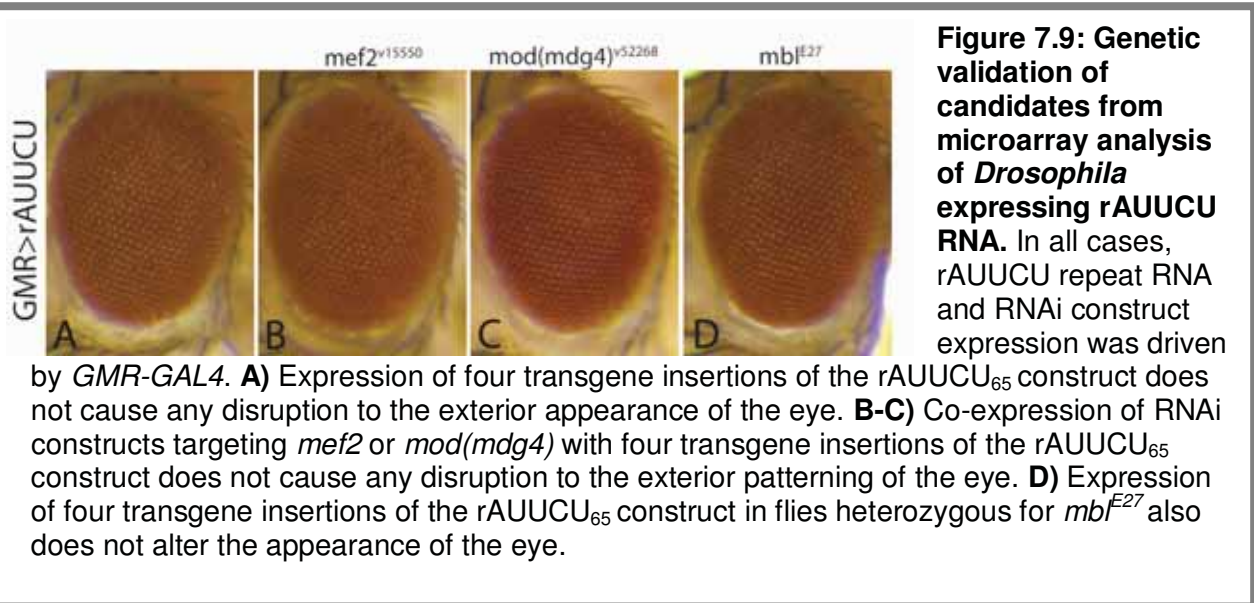 mef2v15550
mod(mdg4)v52268
mblE27
GMR>rAUUCU
A
B
C
D
Figure 7.9: Genetic
validation of
candidates from
microarray analysis
of Drosophila
expressing rAUUCU
RNA. In all cases,
rAUUCU repeat RNA
and RNAi construct
expression was driven
by GMR-GAL4. A) Expression of four transgene insertions of the rAUUCU65 construct does
not cause any disruption to the exterior appearance of the eye. B-C) Co-expression of RNAi
constructs targeting mef2 or mod(mdg4) with four transgene insertions of the rAUUCU65
construct does not cause any disruption to the exterior patterning of the eye. D) Expression
of four transgene insertions of the rAUUCU65 construct in flies heterozygous for mblE27 also
does not alter the appearance of the eye.